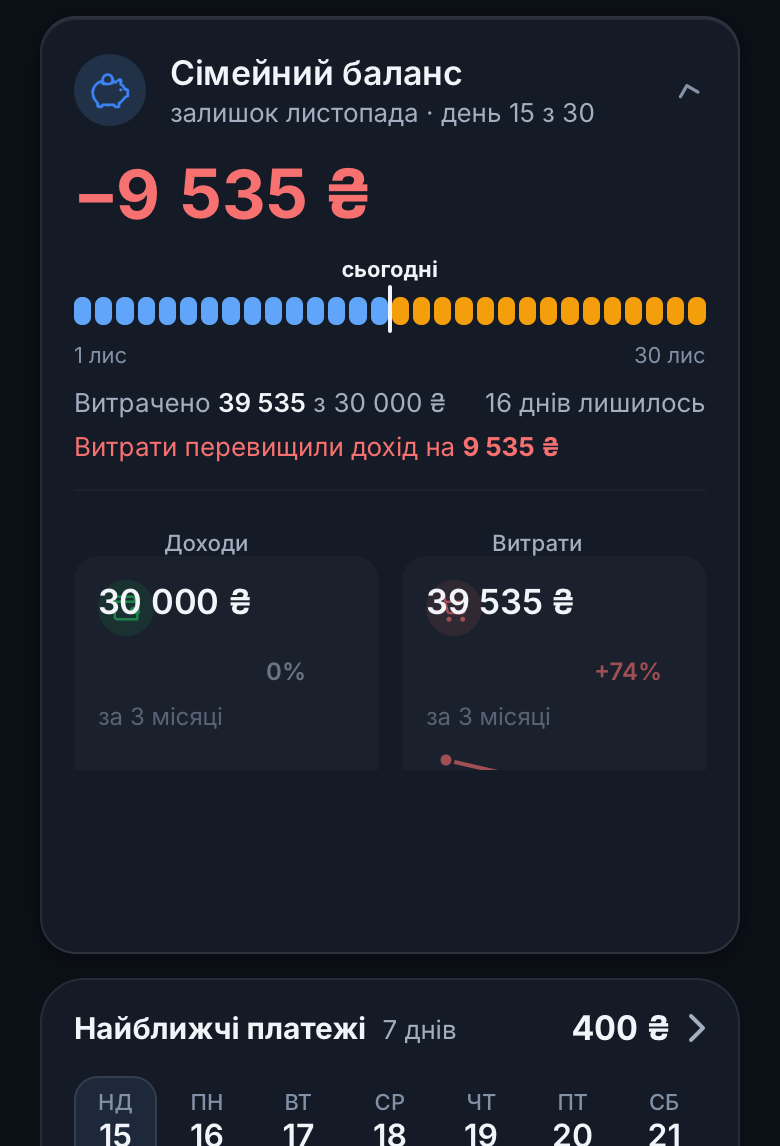 Сімейний баланс
залишок листопада · день 15 з 30
−9 535 ₴
сьогодні
1 лис 30 лис
Витрачено 39 535 з 30 000 ₴ 16 днів лишилось
Витрати перевищили дохід на 9 535 ₴
Доходи Витрати
30 000 ₴ 39 535 ₴
0% +74%
за 3 місяці за 3 місяці
Найближчі платежі 7 днів 400 ₴
НД ПН ВТ СР ЧТ ПТ СБ
15 16 17 18 19 20 21